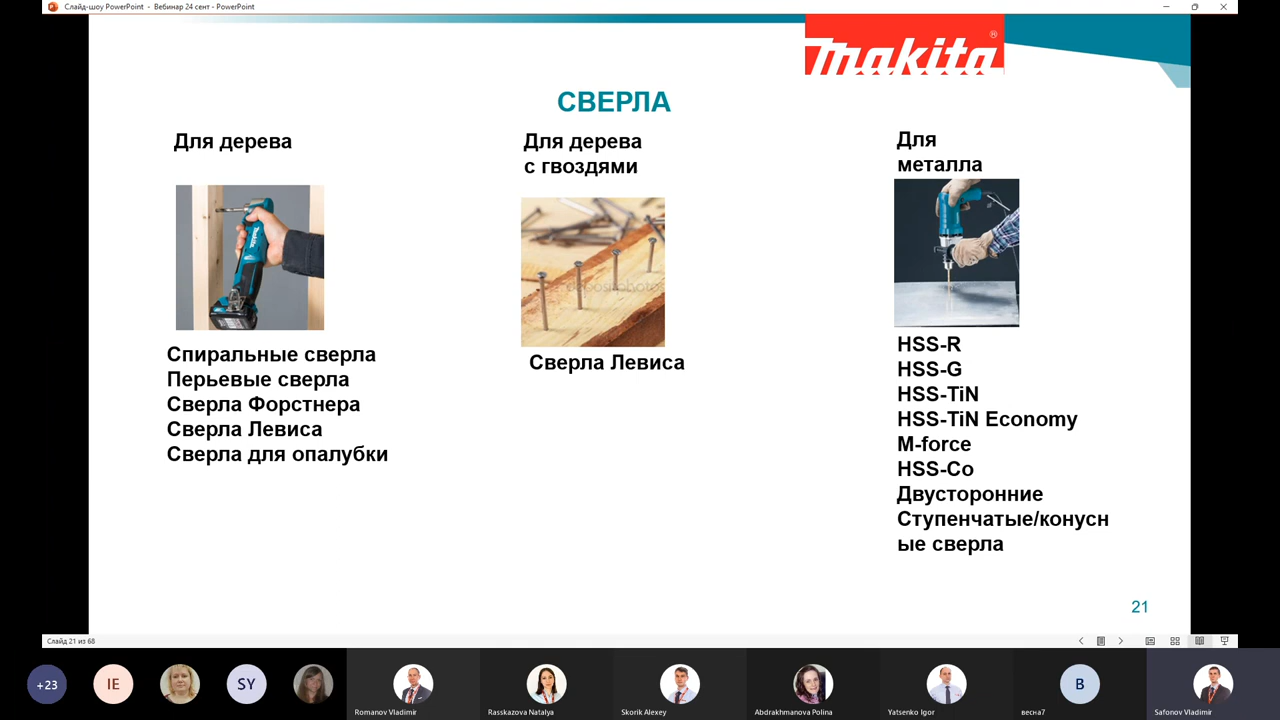 Слайд-шоу PowerPoint - Вебинар 24 сент - PowerPoint
makita®
СВЕРЛА
Для дерева
Для дерева
с гвоздями
Для
металла
makita
depositphotos
Спиральные сверла
Перьевые сверла
Сверла Форстнера
Сверла Левиса
Сверла для опалубки
Сверла Левиса
HSS-R
HSS-G
HSS-TiN
HSS-TiN Economy
M-force
HSS-Co
Двусторонние
Ступенчатые/конусн
ые сверла
21
Слайд 21 из 68
+23
IE
SY
B
Romanov Vladimir
Rasskazova Natalya
Skorik Alexey
Abdrakhmanova Polina
Yatsenko Igor
весна7
Safonov Vladimir